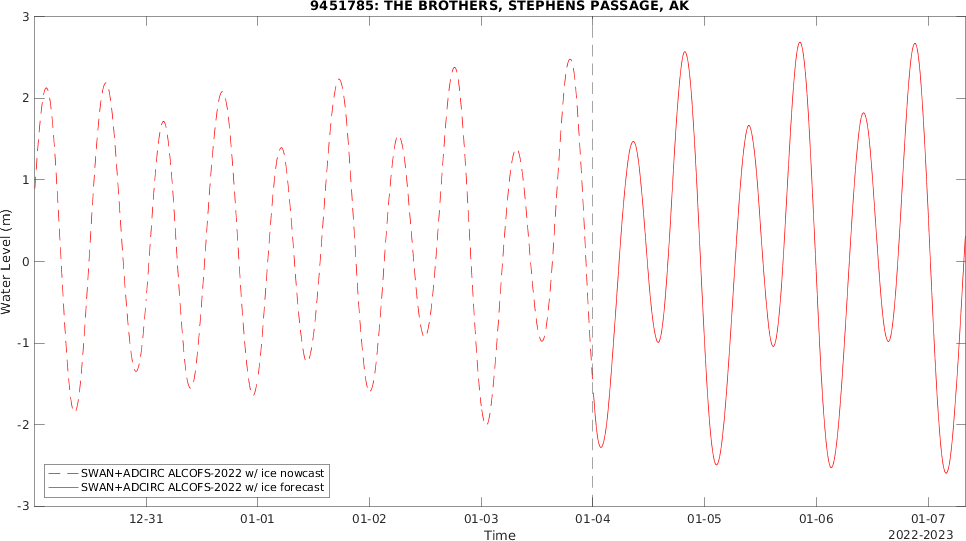 9451785: THE BROTHERS, STEPHENS PASSAGE, AK
3
2
1
0
-1
-2
-3
Water Level (m)
SWAN+ADCIRC ALCOFS-2022 w/ ice nowcast
SWAN+ADCIRC ALCOFS-2022 w/ ice forecast
12-31 01-01 01-02 01-03 01-04 01-05 01-06 01-07
Time
2022-2023